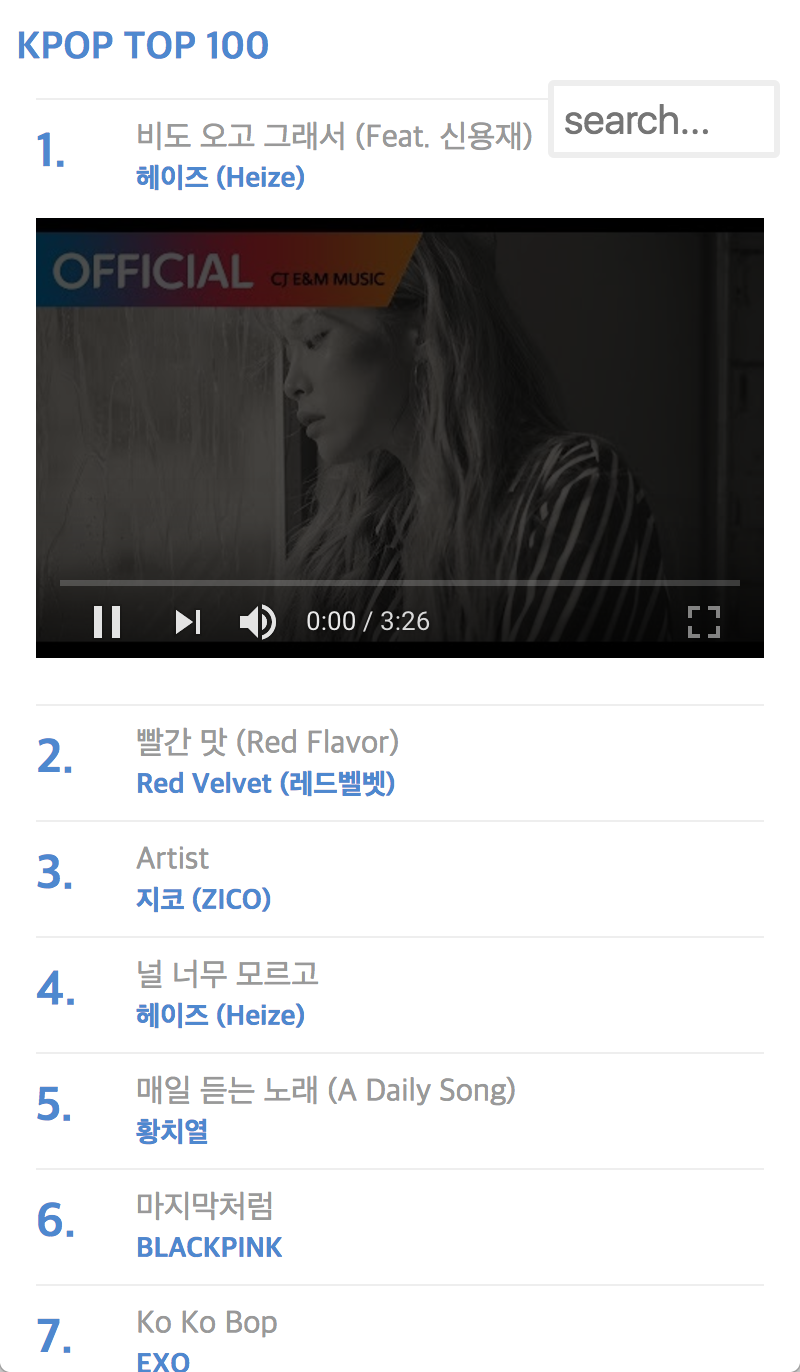 KPOP TOP 100
search...
1.
비도 오고 그래서 (Feat. 신용재)
헤이즈 (Heize)
OFFICIAL CJ E&M MUSIC
0:00 / 3:26
2.
빨간 맛 (Red Flavor)
Red Velvet (레드벨벳)
3.
Artist
지코 (ZICO)
4.
널 너무 모르고
헤이즈 (Heize)
5.
매일 듣는 노래 (A Daily Song)
황치열
6.
마지막처럼
BLACKPINK
7.
Ko Ko Bop
EXO